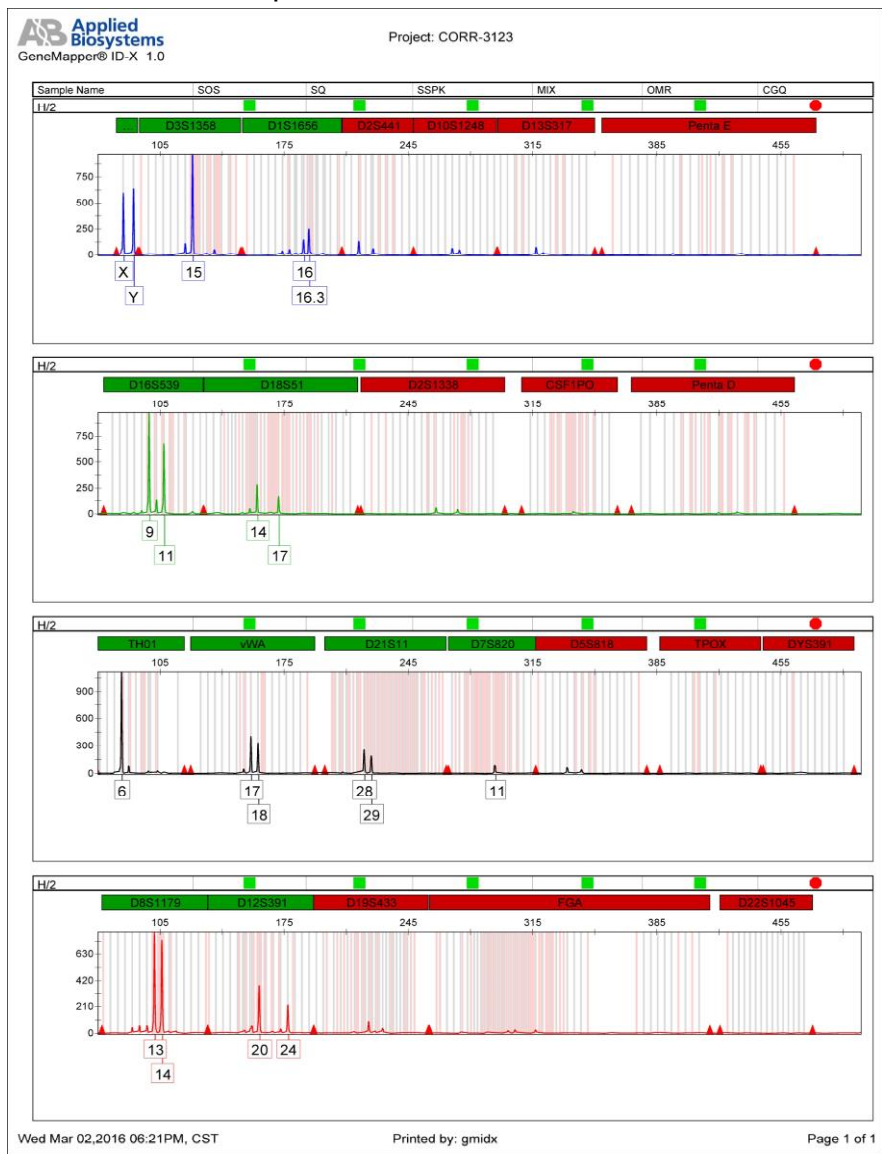 AB Applied
Biosystems
GeneMapper® ID-X 1.0
Project: CORR-3123
Sample Name SOS SQ SSPK MIX OMR CGQ
H/2
... D3S1358 D1S1656 D2S441 D10S1248 D13S317 Penta E
105 175 245 315 385 455
750
500
250
0
X 15 16
Y 16.3
H/2
D16S539 D18S51 D2S1338 CSF1PO Penta D
105 175 245 315 385 455
750
500
250
0
9 14 17
11
H/2
TH01 vWA D21S11 D7S820 D5S818 TPOX DYS391
105 175 245 315 385 455
900
600
300
0
6 17 28 11
18 29
H/2
D8S1179 D12S391 D19S433 FGA D22S1045
105 175 245 315 385 455
630
420
210
0
13 20 24
14
Wed Mar 02,2016 06:21PM, CST Printed by: gmidx Page 1 of 1